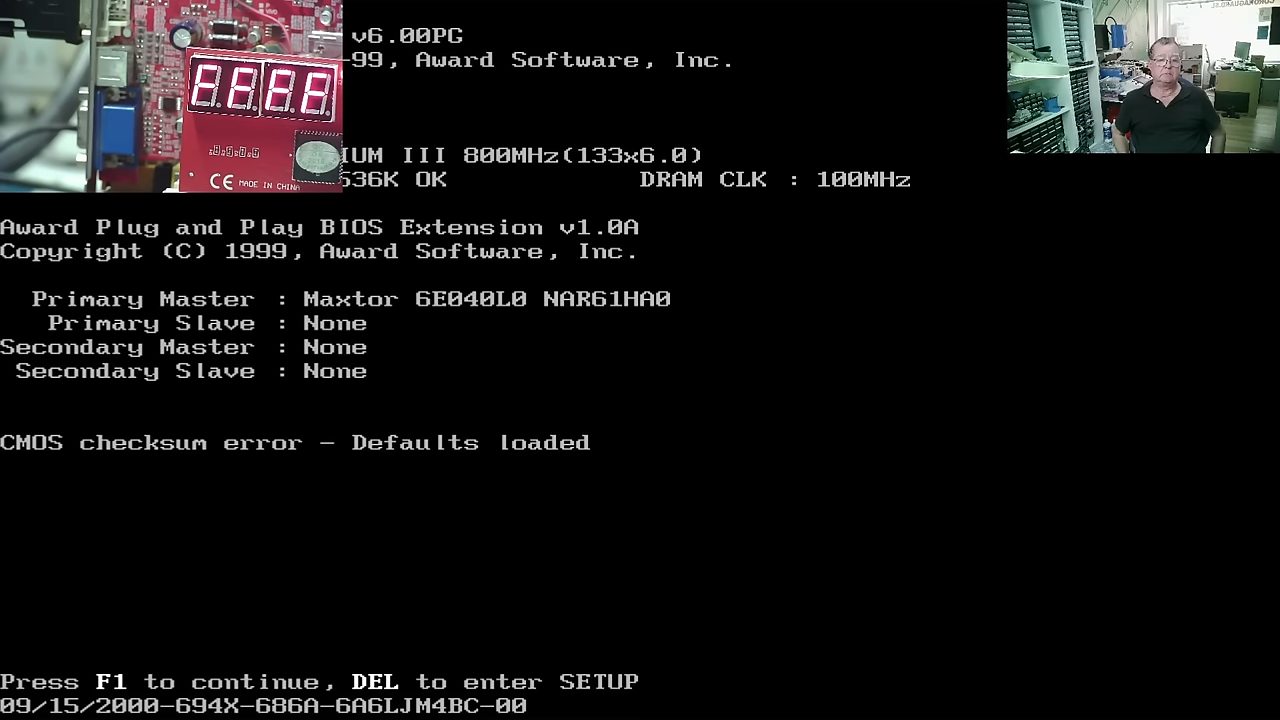 v6.00PG
-99, Award Software, Inc.
FFFF
IUM III 800MHz(133x6.0)
CE MADE IN CHINA
536K OK DRAM CLK : 100MHz
Award Plug and Play BIOS Extension v1.0A
Copyright (C) 1999, Award Software, Inc.
Primary Master : Maxtor 6E040L0 NAR61HA0
Primary Slave : None
Secondary Master : None
Secondary Slave : None
CMOS checksum error - Defaults loaded
Press F1 to continue, DEL to enter SETUP
09/15/2000-694X-686A-6A6LJM4BC-00